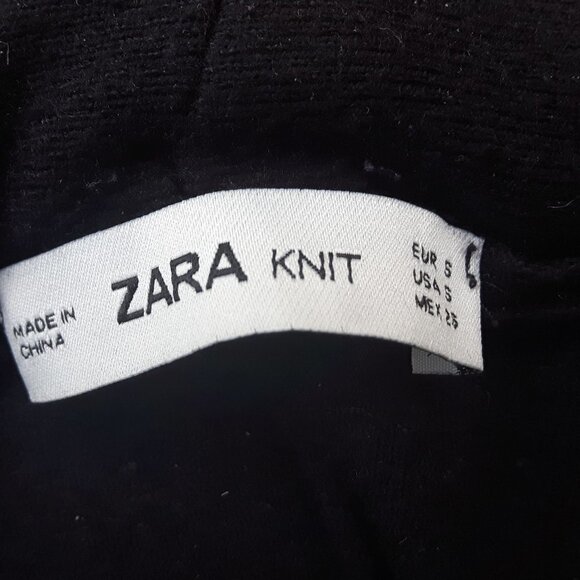 MADE IN
CHINA
ZARA KNIT
EUR S
USA S
MEX 26